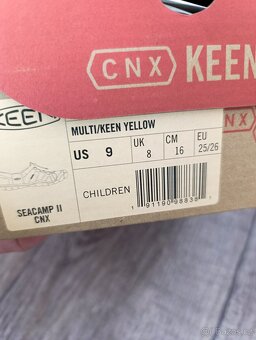 CNX KEEN
KEEN
MULTI/KEEN YELLOW
US 9 UK 8 CM 16 EU 25/26
CHILDREN
SEACAMP II
CNX